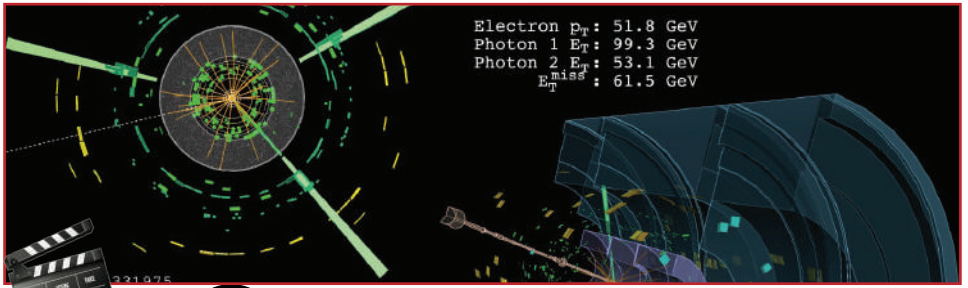 Electron pT: 51.8 GeV
Photon 1 ET: 99.3 GeV
Photon 2 ET: 53.1 GeV
ETmiss : 61.5 GeV
331975